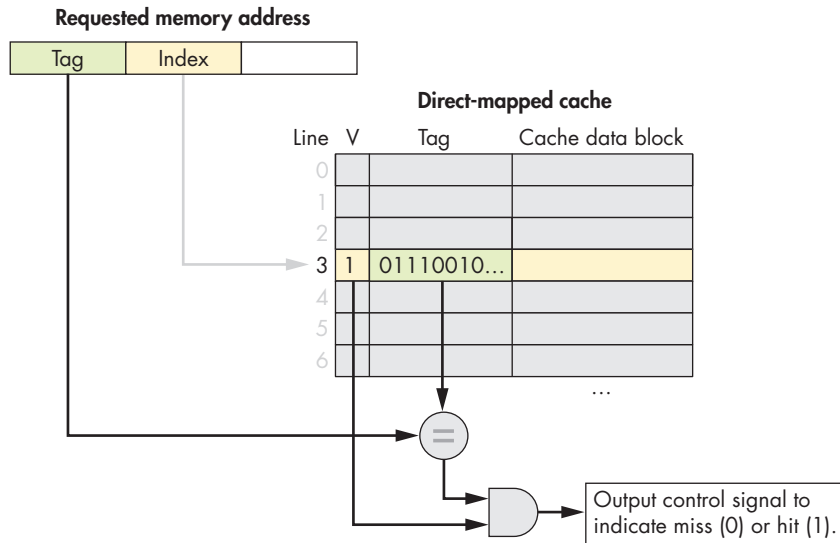 Requested memory address
Tag Index
Direct-mapped cache
Line V Tag Cache data block
0
1
2
3 1 01110010...
4
5
6
...
=
Output control signal to
indicate miss (0) or hit (1).